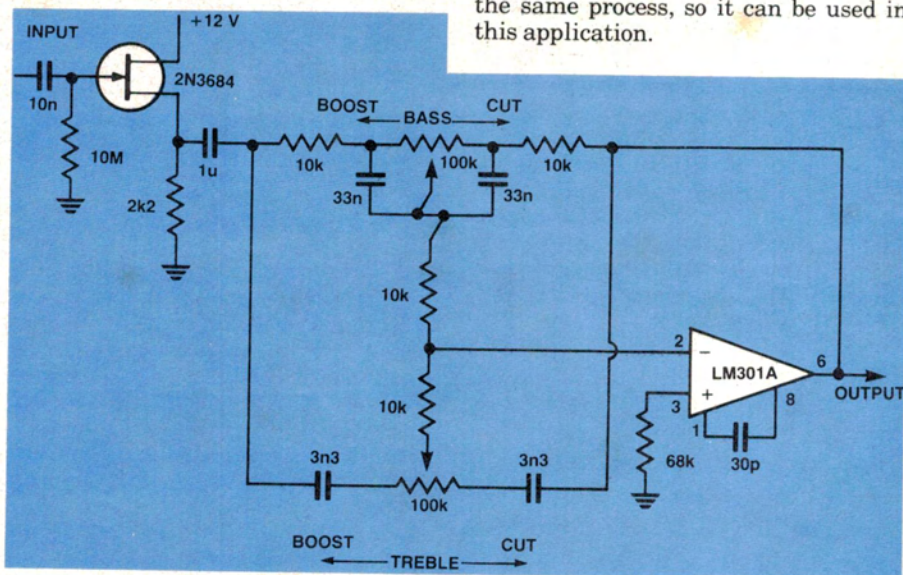 the same process, so it can be used in
this application.
+12 V
INPUT
2N3684
10n
10M
2k2
1u
BOOST CUT
BASS
10k
100k
10k
33n
33n
10k
10k
2
3
LM301A
6
8
1
OUTPUT
68k
30p
3n3
3n3
100k
BOOST CUT
TREBLE